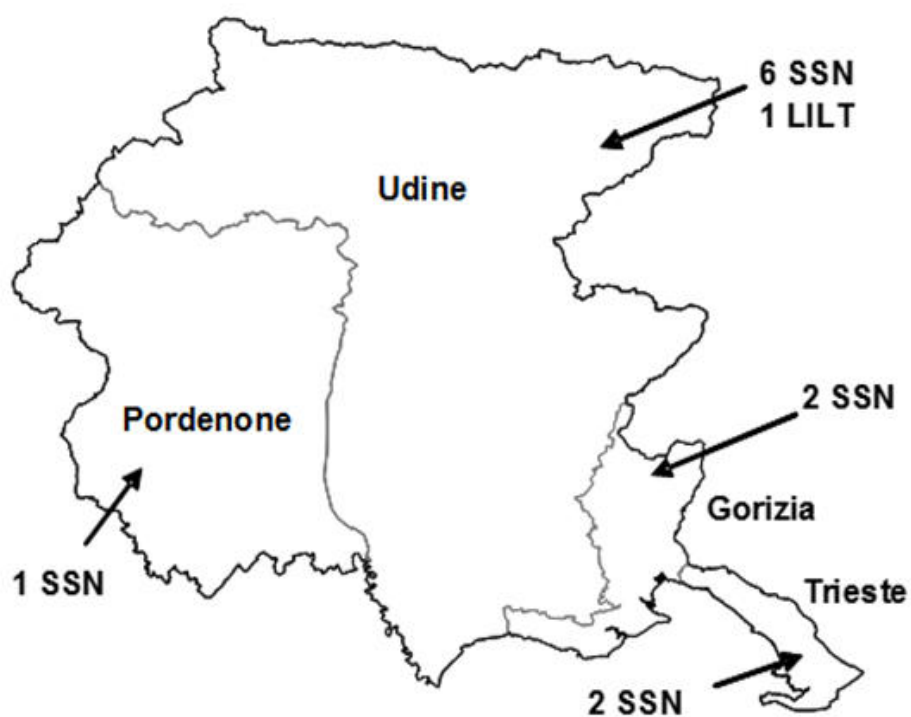 6 SSN
1 LILT
Udine
2 SSN
Pordenone
Gorizia
1 SSN
Trieste
2 SSN